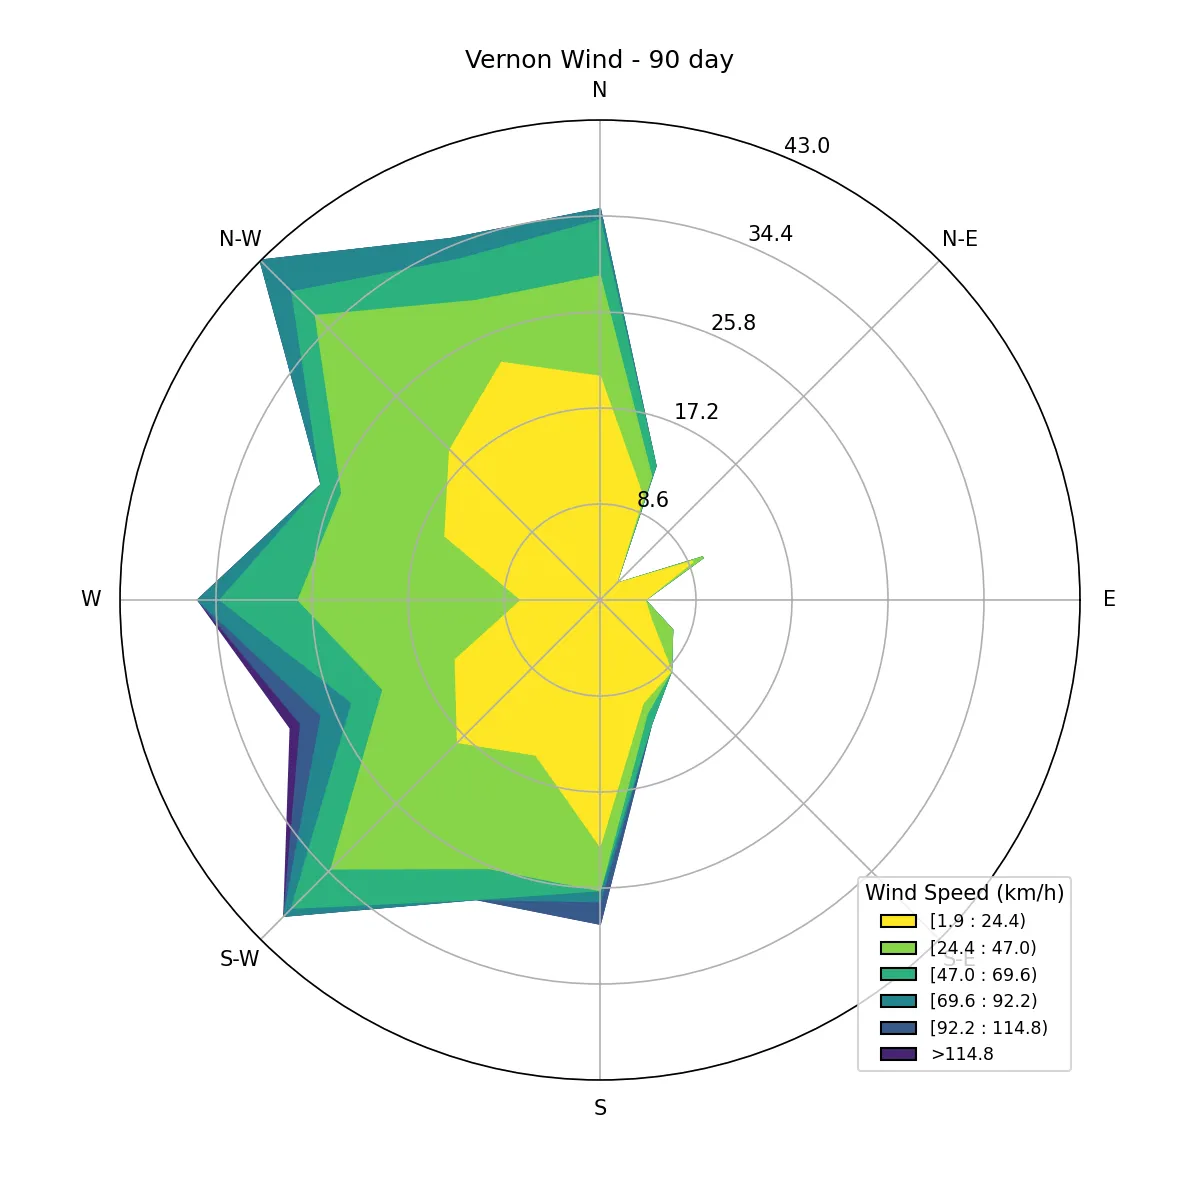 Vernon Wind - 90 day
N
43.0
N-W
34.4
N-E
25.8
17.2
8.6
W
E
Wind Speed (km/h)
[1.9 : 24.4)
[24.4 : 47.0)
S-W
S-E
[47.0 : 69.6)
[69.6 : 92.2)
[92.2 : 114.8)
>114.8
S